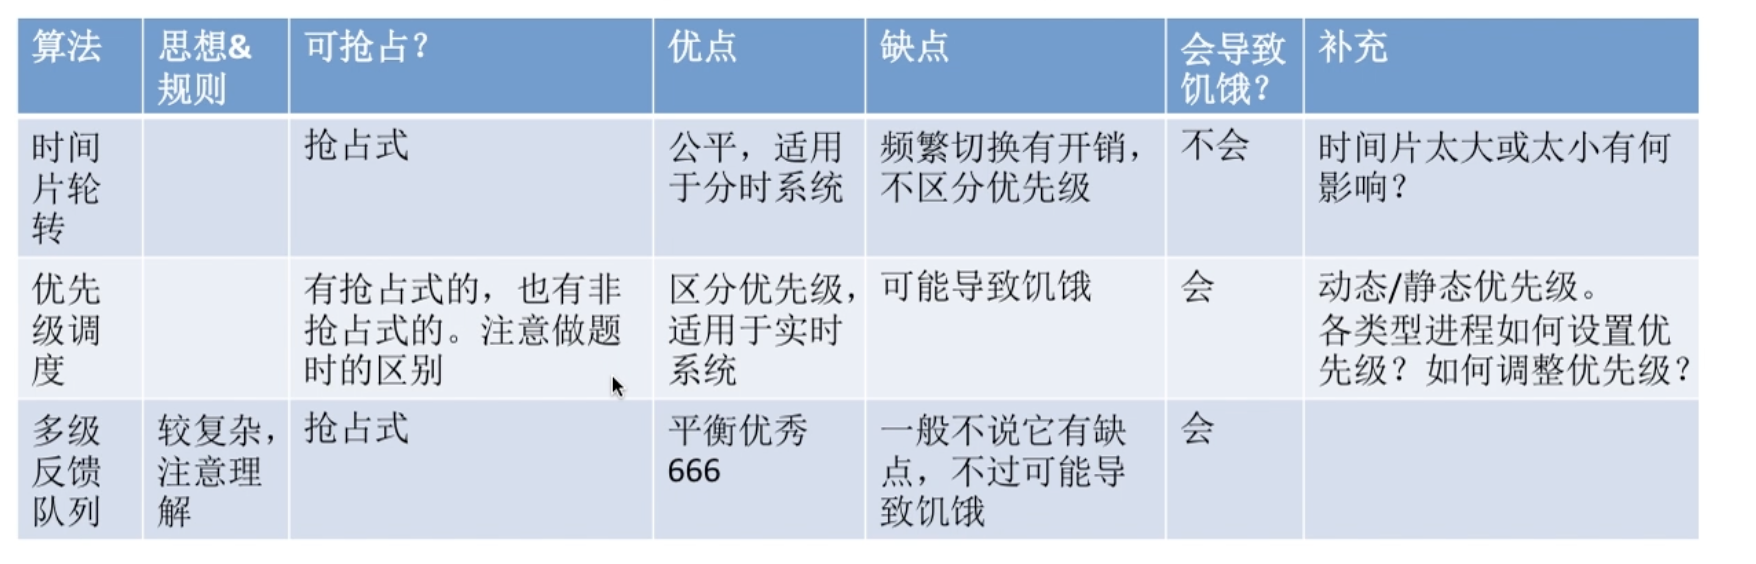 算法
思想&
规则
可抢占?
优点
缺点
会导致
饥饿?
补充
时间
片轮
转
抢占式
公平，适用
于分时系统
频繁切换有开销，
不区分优先级
不会
时间片太大或太小有何
影响?
优先
级调
度
有抢占式的，也有非
抢占式的。注意做题
时的区别
区分优先级，
适用于实时
系统
可能导致饥饿
会
动态/静态优先级。
各类型进程如何设置优
先级？如何调整优先级？
多级
反馈
队列
较复杂，
注意理
解
抢占式
平衡优秀
666
一般不说它有缺
点，不过可能导
致饥饿
会